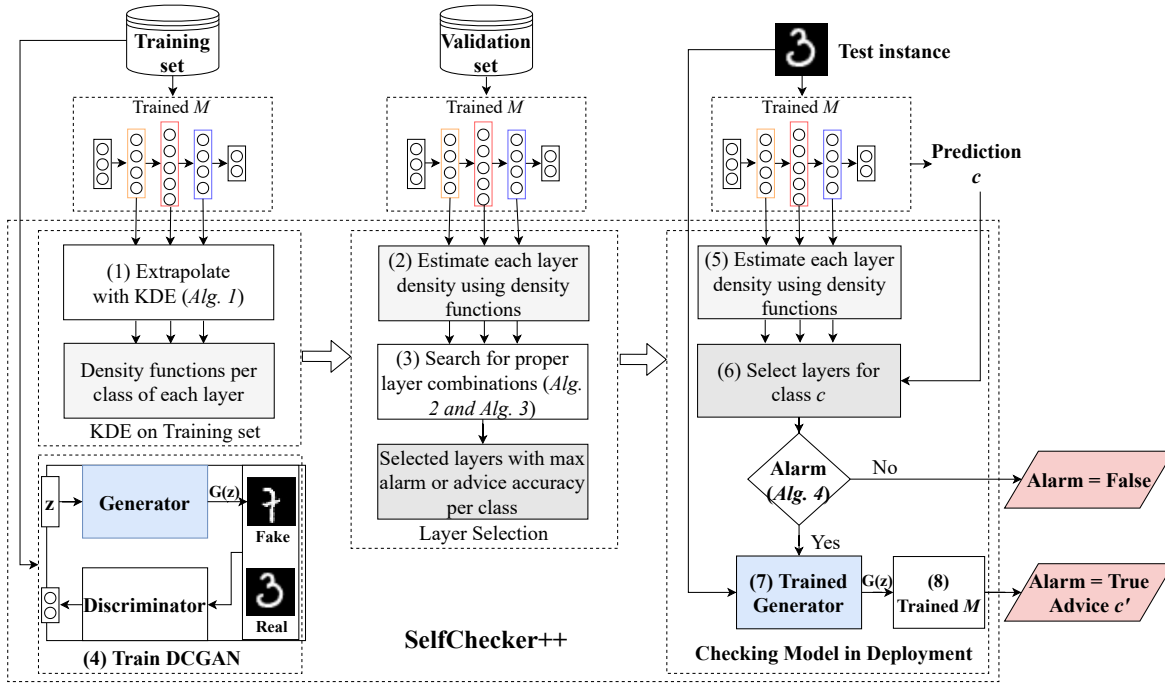 Training
set
Trained M
(1) Extrapolate
with KDE (Alg. 1)
Density functions per
class of each layer
KDE on Training set
z
Generator
G(z)
Fake
Discriminator
Real
(4) Train DCGAN
Validation
set
Trained M
(2) Estimate each layer
density using density
functions
(3) Search for proper
layer combinations (Alg.
2 and Alg. 3)
Selected layers with max
alarm or advice accuracy
per class
Layer Selection
SelfChecker++
3
Test instance
Trained M
Prediction
c
(5) Estimate each layer
density using density
functions
(6) Select layers for
class c
Alarm
(Alg. 4)
No
Alarm = False
Yes
(7) Trained
Generator
G(z)
(8)
Trained M
Alarm = True
Advice c′
Checking Model in Deployment
7
3